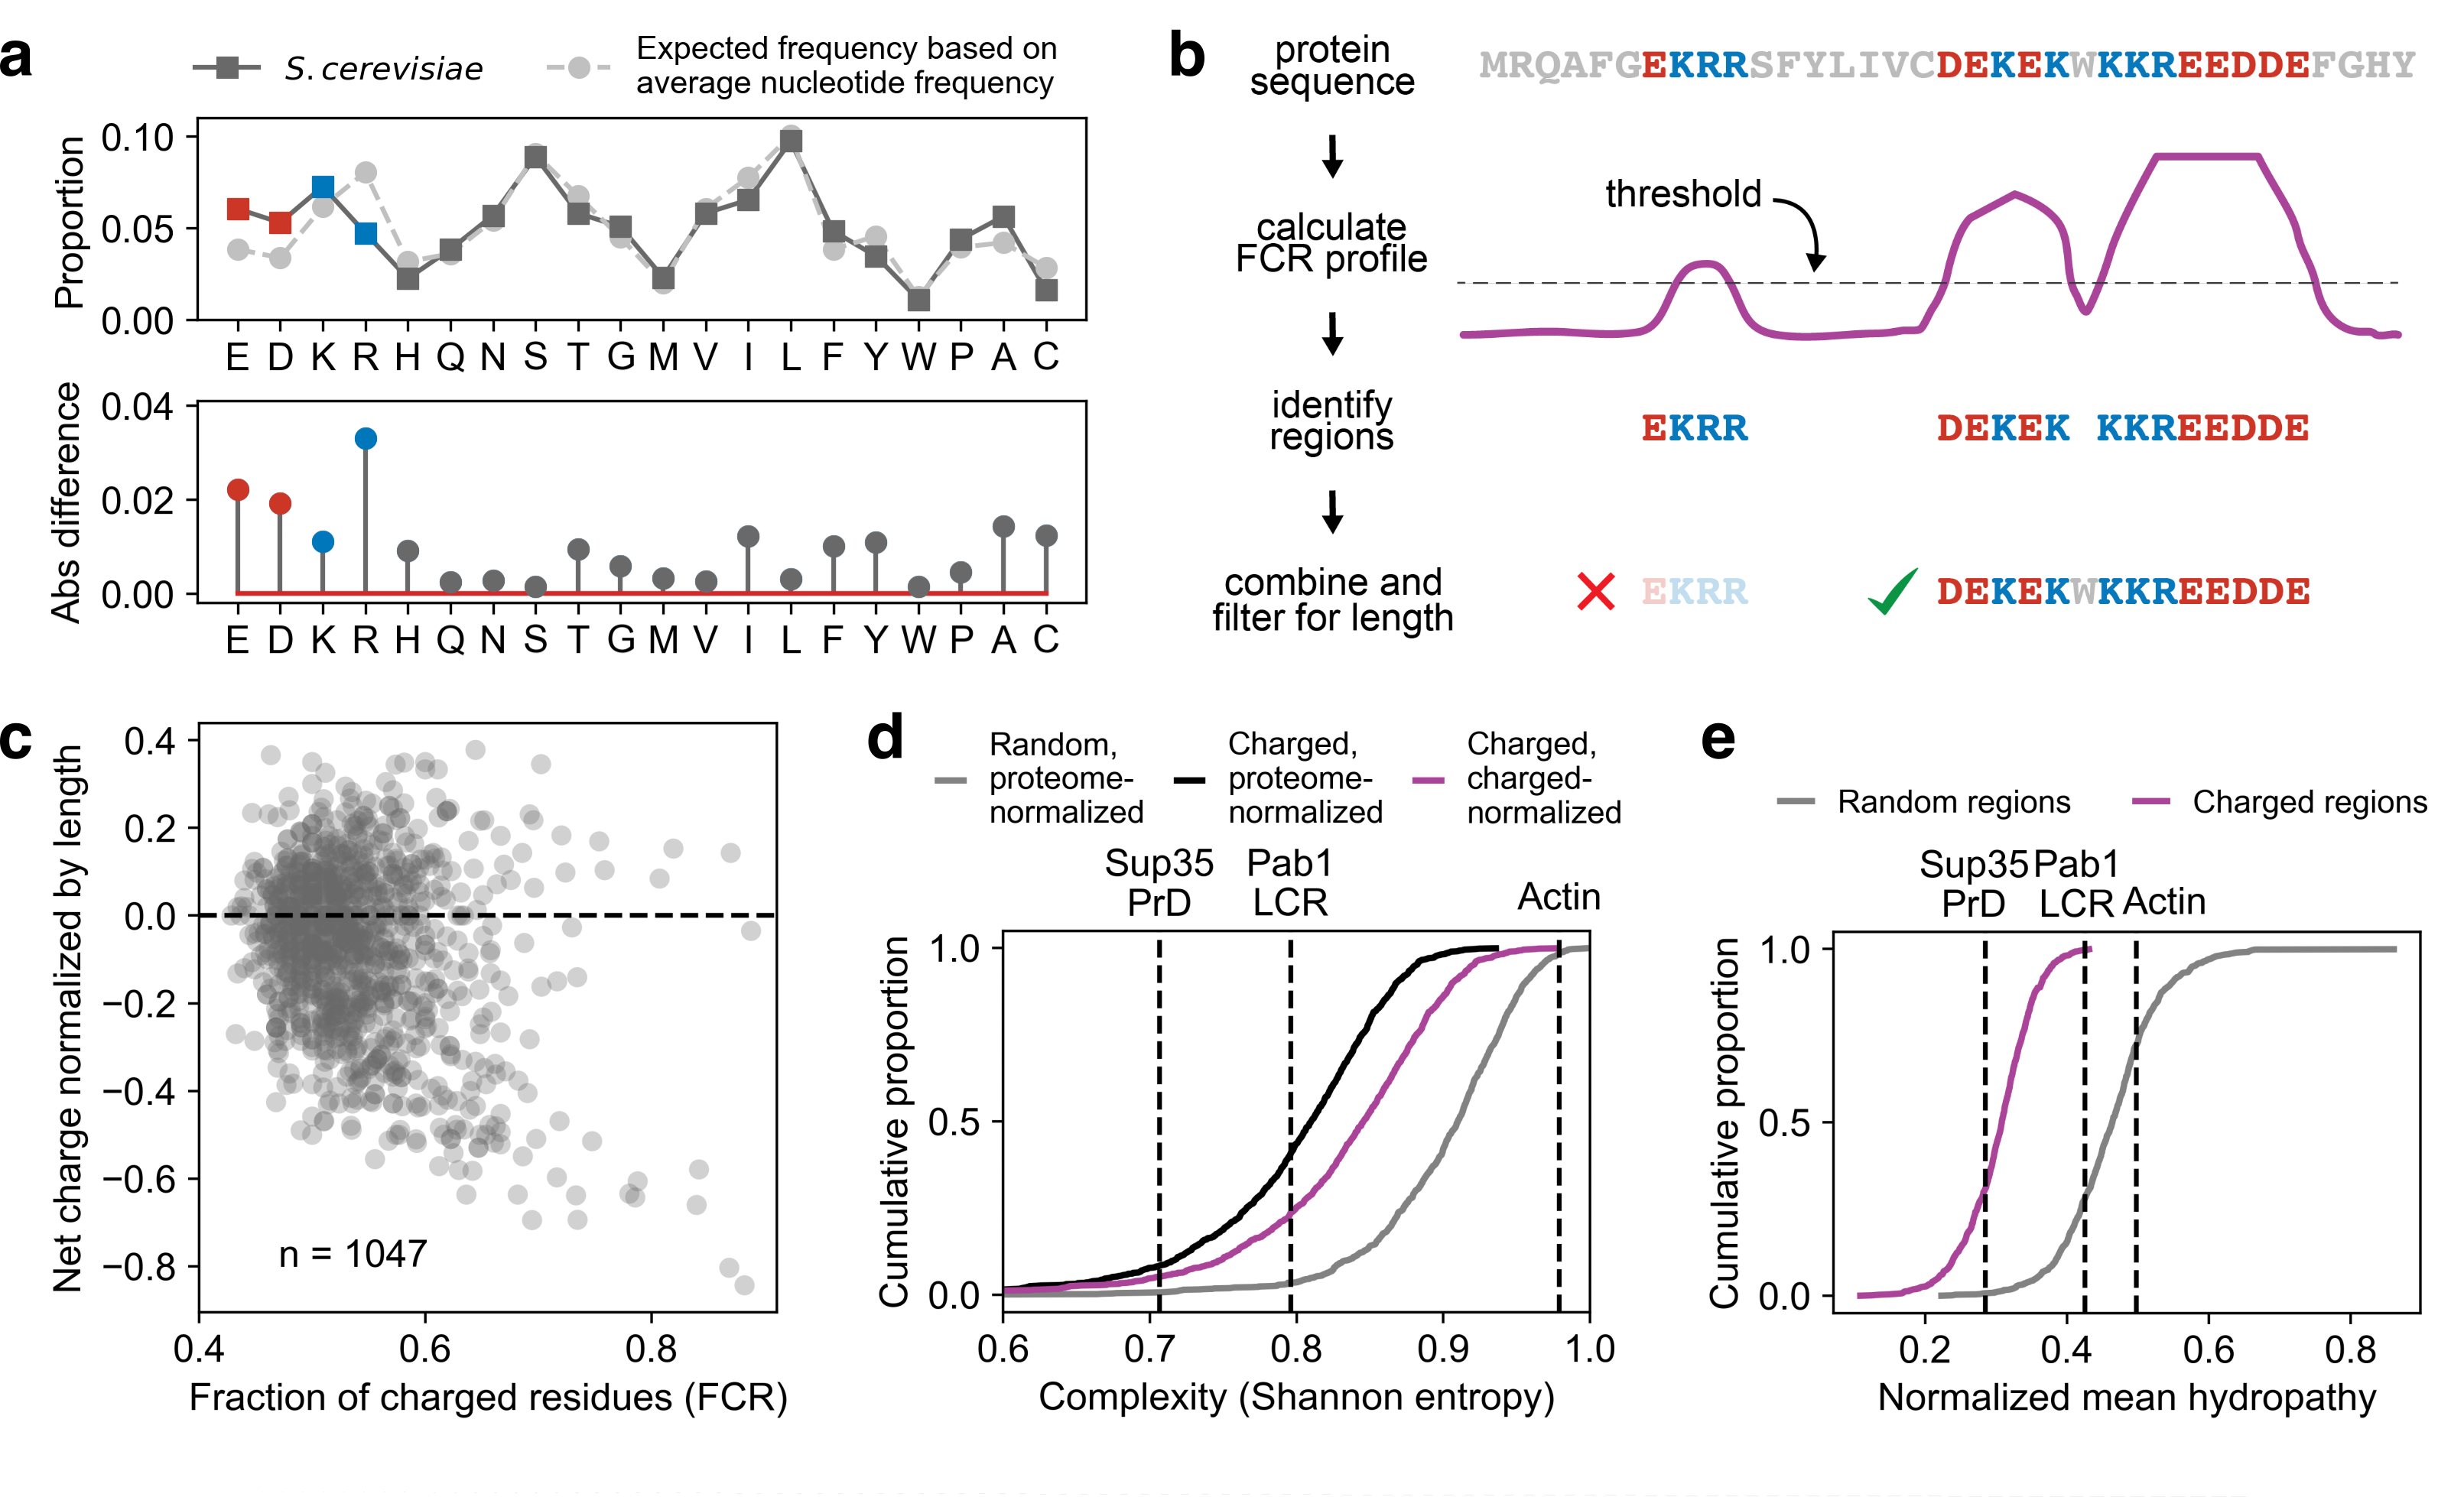 a
S. cerevisiae
Expected frequency based on
average nucleotide frequency
Proportion
0.10
0.05
0.00
E D K R H Q N S T G M V I L F Y W P A C
Abs difference
0.04
0.02
0.00
E D K R H Q N S T G M V I L F Y W P A C
b
protein
sequence
MRQAFGEKRRSFYLIVCDEKEKWKKREEDDEFGHY
calculate
FCR profile
threshold
identify
regions
EKRR DEKEK KKREEDDE
combine and
filter for length
EKRR DEKEKWKKREEDDE
c
Net charge normalized by length
0.4
0.2
0.0
−0.2
−0.4
−0.6
−0.8
n = 1047
0.4 0.6 0.8
Fraction of charged residues (FCR)
d
Random,
proteome-
normalized
Charged,
proteome-
normalized
Charged,
charged-
normalized
Sup35
PrD
Pab1
LCR
Actin
Cumulative proportion
1.0
0.5
0.0
0.6 0.7 0.8 0.9 1.0
Complexity (Shannon entropy)
e
Random regions
Charged regions
Sup35
PrD
Pab1
LCR
Actin
Cumulative proportion
1.0
0.5
0.0
0.2 0.4 0.6 0.8
Normalized mean hydropathy